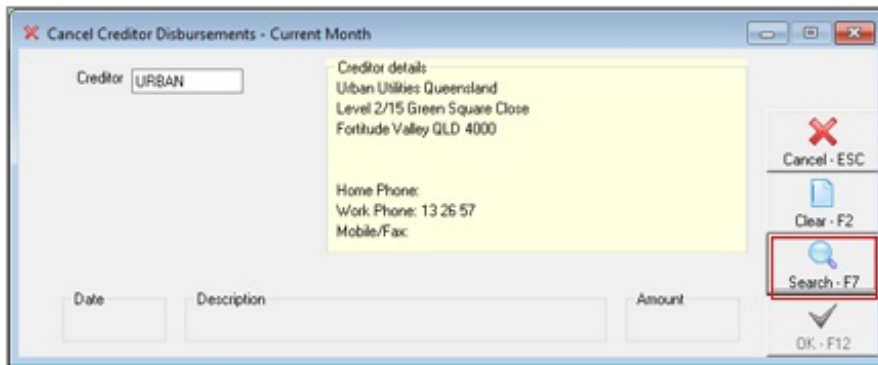 Cancel Creditor Disbursements - Current Month
Creditor URBAN
Creditor details
Urban Utilities Queensland
Level 2/15 Green Square Close
Fortitude Valley QLD 4000
Home Phone:
Work Phone: 13 26 57
Mobile/Fax:
Cancel - ESC
Clear - F2
Search - F7
Date Description Amount
OK - F12